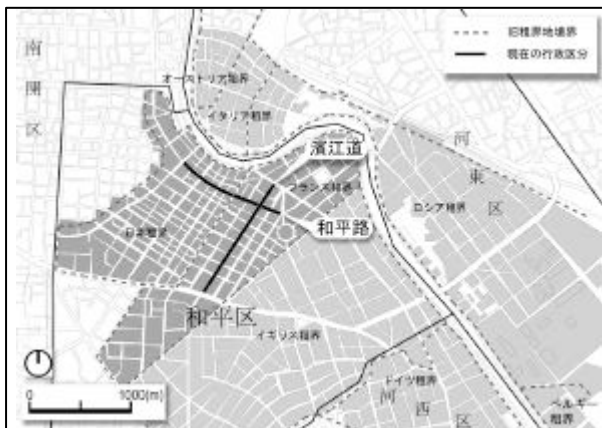 旧租界地境界
現在の行政区分
南開区
オーストリア租界
イタリア租界
河東区
濱江道
フランス租界
ロシア租界
日本租界
和平路
和平区
イギリス租界
ドイツ租界
河西区
ベルギー
租界
0
1000(m)